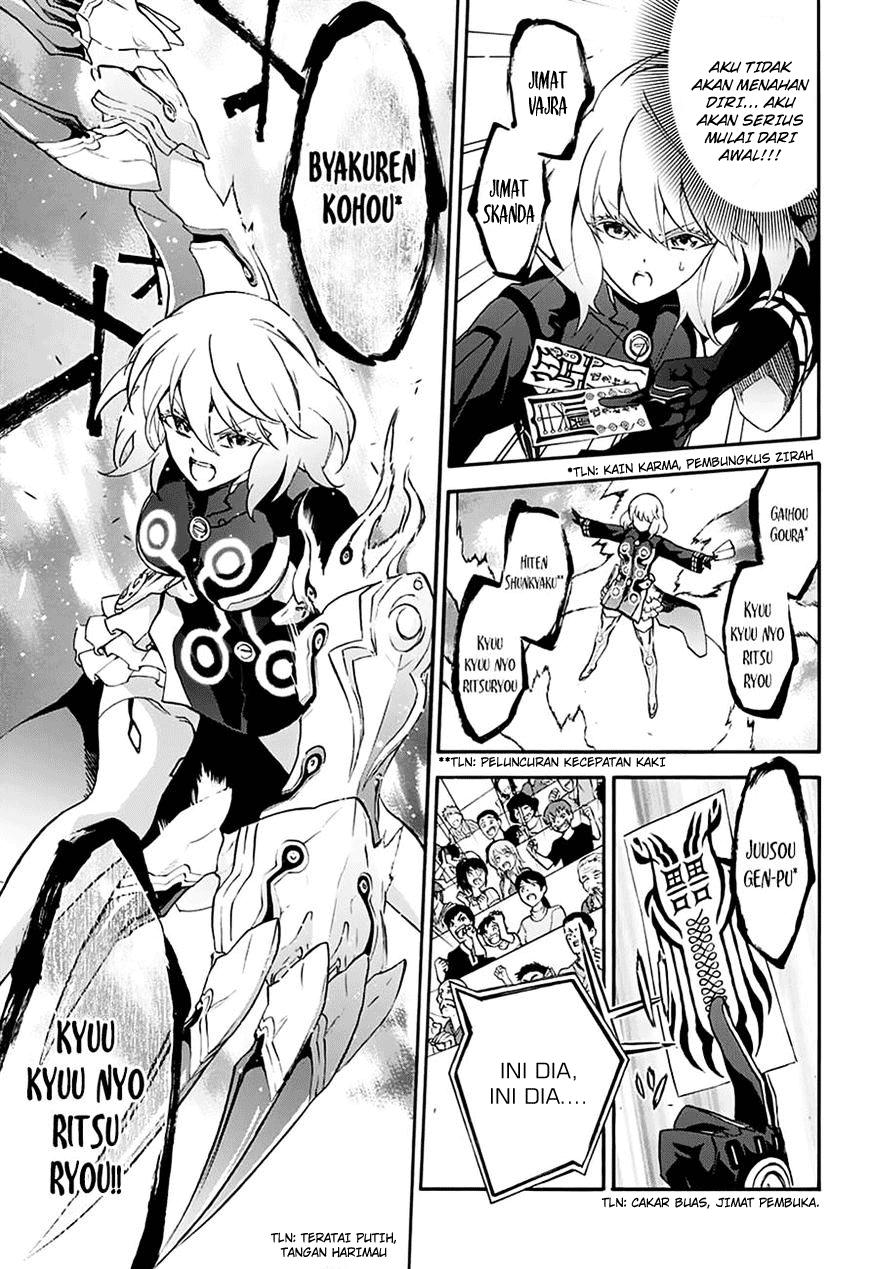 AKU TIDAK
AKAN MENAHAN
DIRI... AKU
AKAN SERIUS
MULAI DARI
AWAL!!!
JIMAT
VAJRA
JIMAT
SKANDA
*TLN: KAIN KARMA, PEMBUNGKUS ZIRAH
GAIHOU
GOURA*
KYUU
KYUU NYO
RITSU
RYOU
HITEN
SHUNKYAKU**
KYUU
KYUU NYO
RITSURYOU
**TLN: PELUNCURAN KECEPATAN KAKI
JUUSOU
GEN-PU*
INI DIA,
INI DIA....
TLN: CAKAR BUAS, JIMAT PEMBUKA.
BYAKUREN
KOHOU*
KYUU
KYUU NYO
RITSU
RYOU!!
TLN: TERATAI PUTIH,
TANGAN HARIMAU